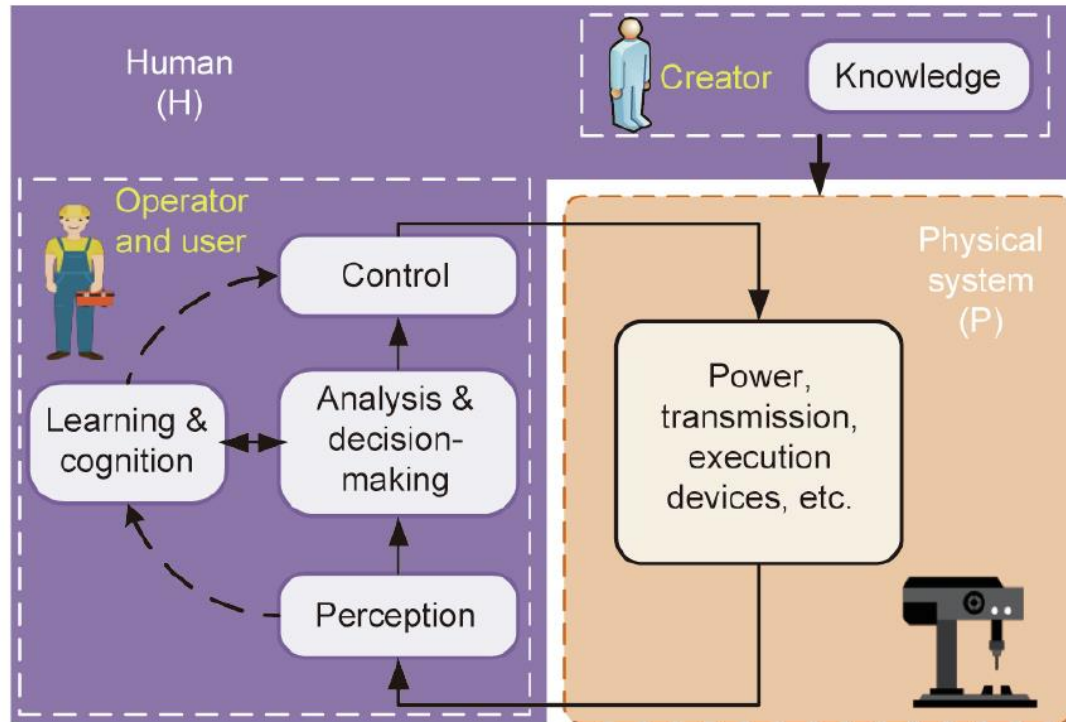 Human
(H)
Creator
Knowledge
Operator
and user
Control
Physical
system
(P)
Learning &
cognition
Analysis &
decision-
making
Power,
transmission,
execution
devices, etc.
Perception